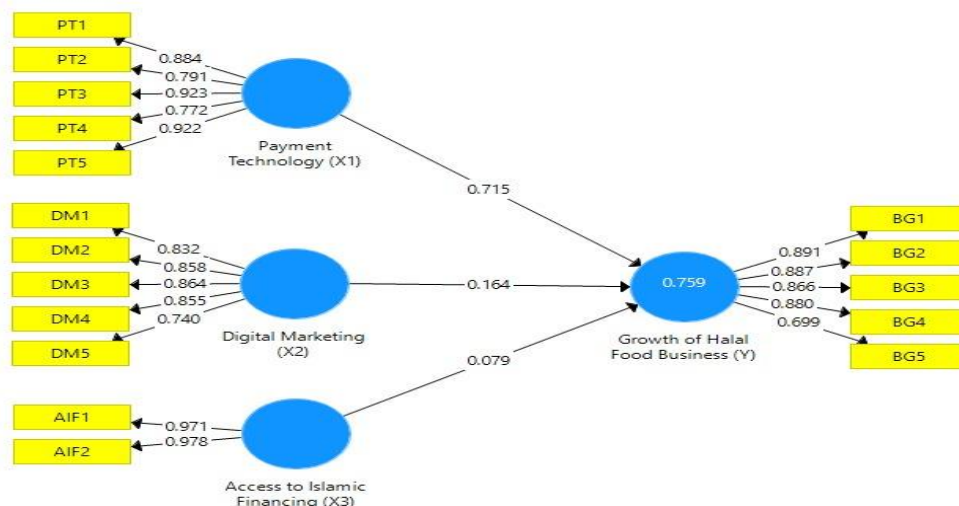 PT1
PT2
PT3
PT4
PT5
0.884
0.791
0.923
0.772
0.922
Payment
Technology (X1)
0.715
DM1
DM2
DM3
DM4
DM5
0.832
0.858
0.864
0.855
0.740
Digital Marketing
(X2)
0.164
AIF1
AIF2
0.971
0.978
Access to Islamic
Financing (X3)
0.079
0.759
Growth of Halal
Food Business (Y)
0.891
0.887
0.866
0.880
0.699
BG1
BG2
BG3
BG4
BG5